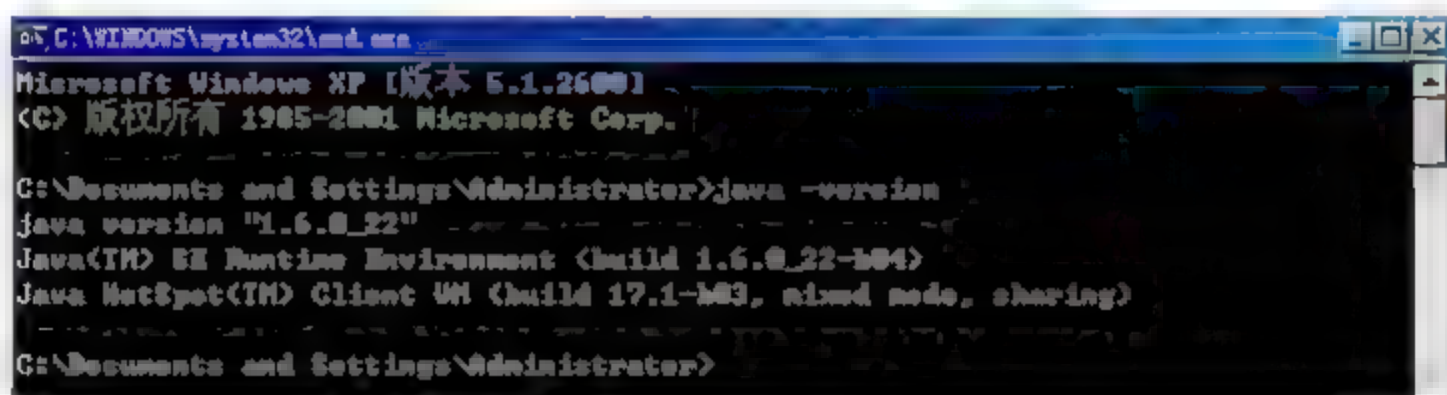 C:\WINDOWS\system32\cmd.exe
Microsoft Windows XP [版本 5.1.2600]
(C) 版权所有 1985-2001 Microsoft Corp.
C:\Documents and Settings\Administrator>java -version
java version "1.6.0_22"
Java(TM) SE Runtime Environment (build 1.6.0_22-b04)
Java HotSpot(TM) Client VM (build 17.1-b03, mixed mode, sharing)
C:\Documents and Settings\Administrator>